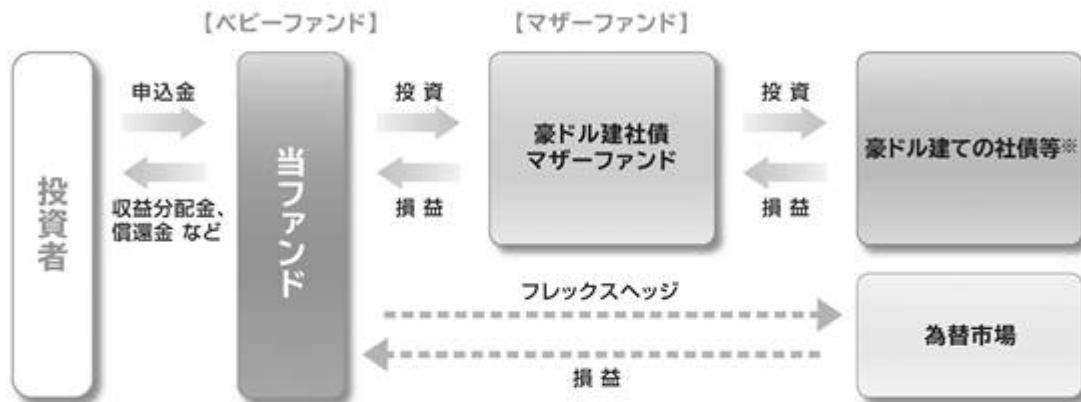 【ベビーファンド】
【マザーファンド】
投資者
申込金
収益分配金、
償還金 など
当ファンド
投 資
損 益
豪ドル建社債
マザーファンド
投 資
損 益
豪ドル建ての社債等※
フレックスヘッジ
損 益
為替市場